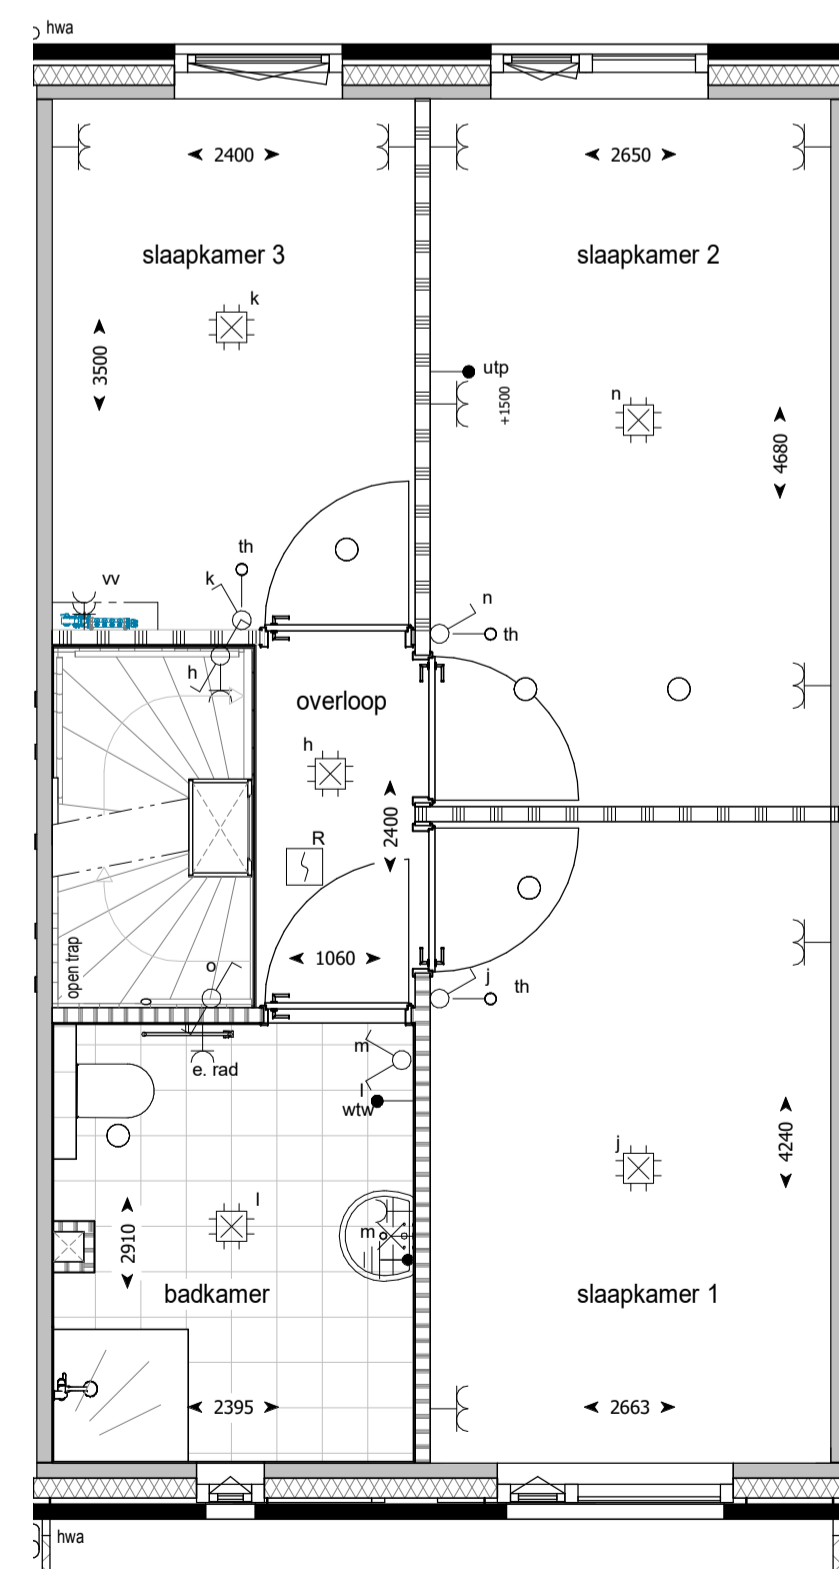 hwa
2400
2650
slaapkamer 3
slaapkamer 2
k
3500
utp
+1500
n
4680
th
k
vv
n
th
h
overloop
h
2400
R
1060
open trap
o
j
th
e. rad
m
l
wtw
j
4240
l
m
2910
badkamer
slaapkamer 1
2395
2663
hwa